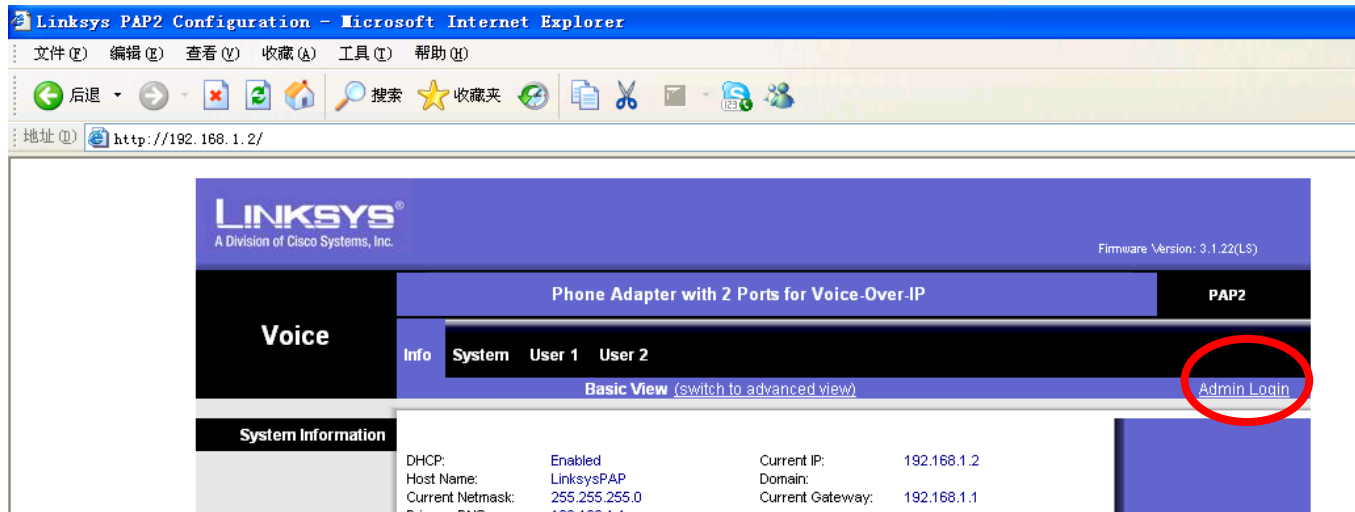 Linksys PAP2 Configuration - Microsoft Internet Explorer
文件(F) 编辑(E) 查看(V) 收藏(A) 工具(T) 帮助(H)
后退 搜索 收藏夹 123
地址(D) http://192.168.1.2/
LINKSYS®
A Division of Cisco Systems, Inc.
Firmware Version: 3.1.22(LS)
Phone Adapter with 2 Ports for Voice-Over-IP PAP2
Voice
Info System User 1 User 2
Basic View (switch to advanced view) Admin Login
System Information
DHCP: Enabled Current IP: 192.168.1.2
Host Name: LinksysPAP Domain:
Current Netmask: 255.255.255.0 Current Gateway: 192.168.1.1